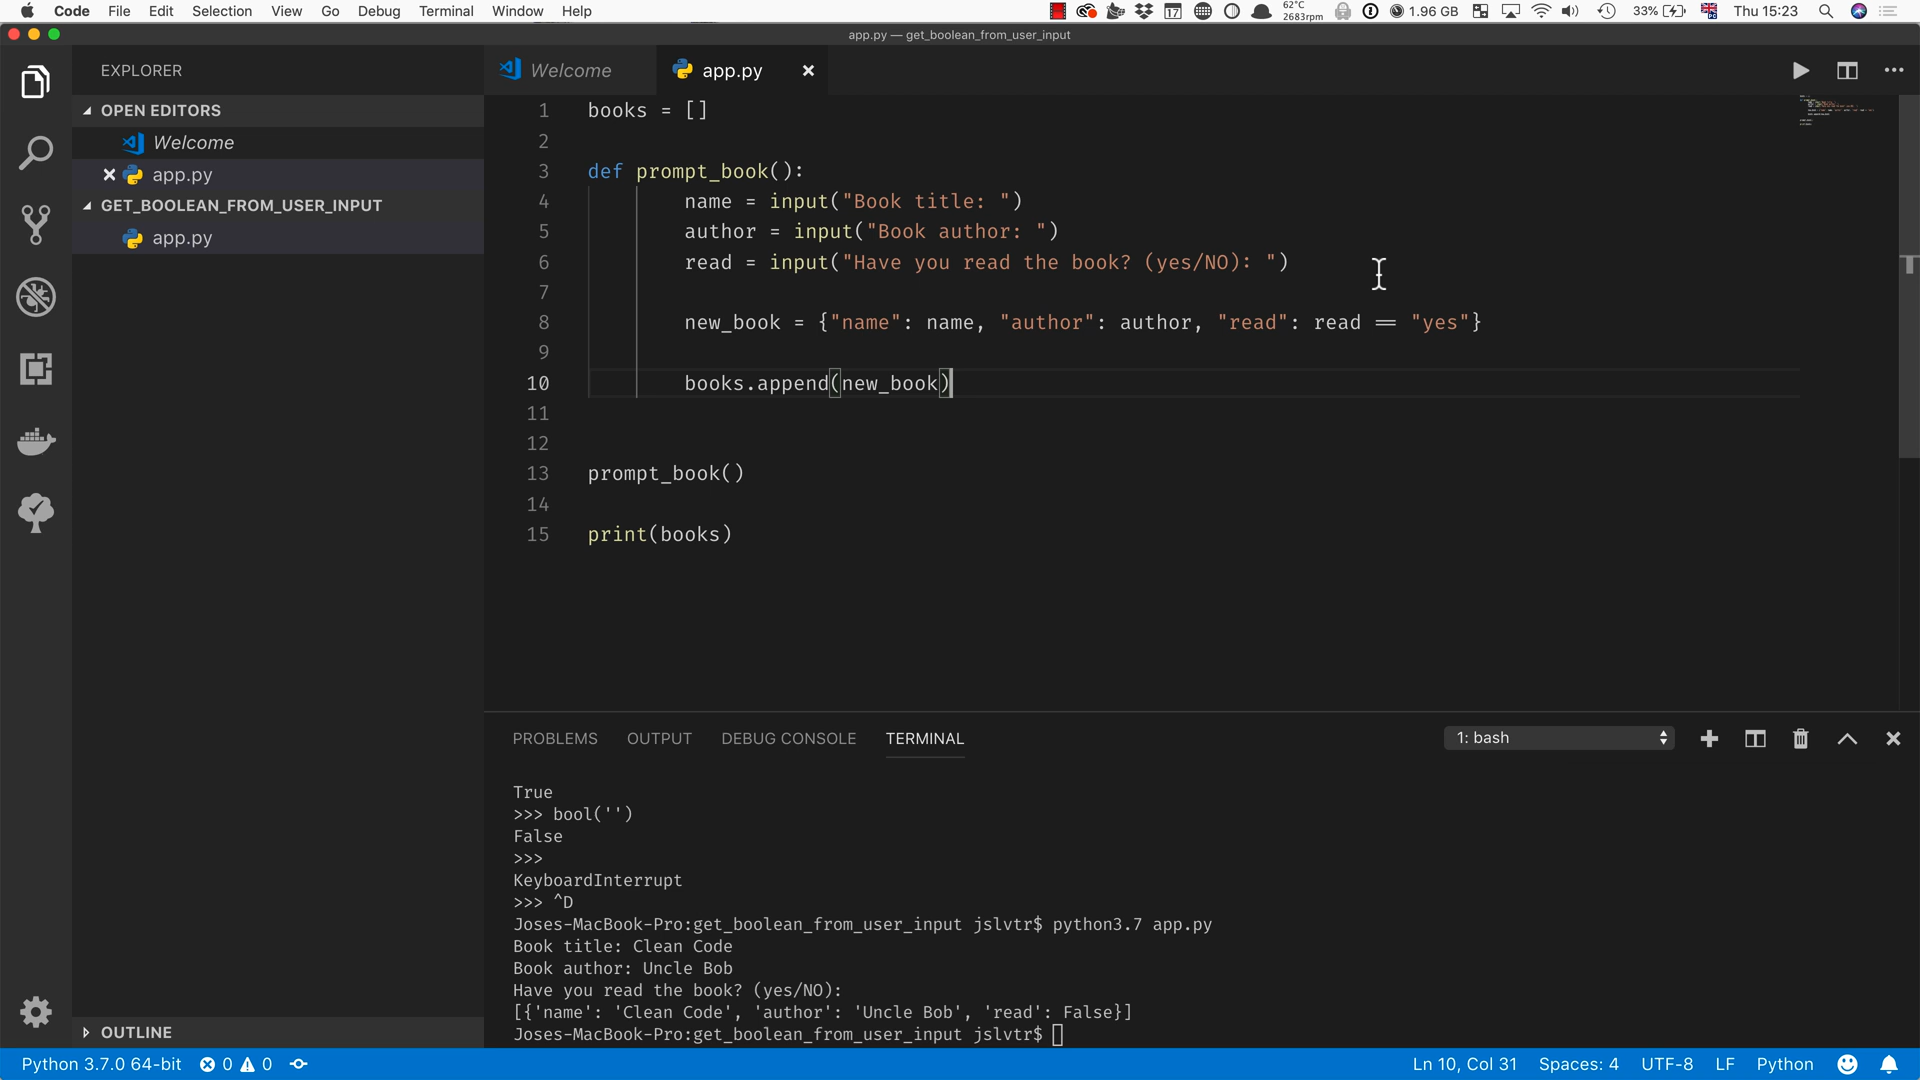 Code File Edit Selection View Go Debug Terminal Window Help 17 62°C 2683rpm 1.96 GB 33% Thu 15:23
app.py — get_boolean_from_user_input
EXPLORER
OPEN EDITORS
Welcome
app.py
GET_BOOLEAN_FROM_USER_INPUT
app.py
OUTLINE
Welcome app.py
1 books = []
2
3 def prompt_book():
4 name = input("Book title: ")
5 author = input("Book author: ")
6 read = input("Have you read the book? (yes/NO): ")
7
8 new_book = {"name": name, "author": author, "read": read == "yes"}
9
10 books.append(new_book)
11
12
13 prompt_book()
14
15 print(books)
PROBLEMS OUTPUT DEBUG CONSOLE TERMINAL 1: bash
True
>>> bool('')
False
>>>
KeyboardInterrupt
>>> ^D
Joses-MacBook-Pro:get_boolean_from_user_input jslvtr$ python3.7 app.py
Book title: Clean Code
Book author: Uncle Bob
Have you read the book? (yes/NO):
[{'name': 'Clean Code', 'author': 'Uncle Bob', 'read': False}]
Joses-MacBook-Pro:get_boolean_from_user_input jslvtr$
Python 3.7.0 64-bit 0 0 Ln 10, Col 31 Spaces: 4 UTF-8 LF Python